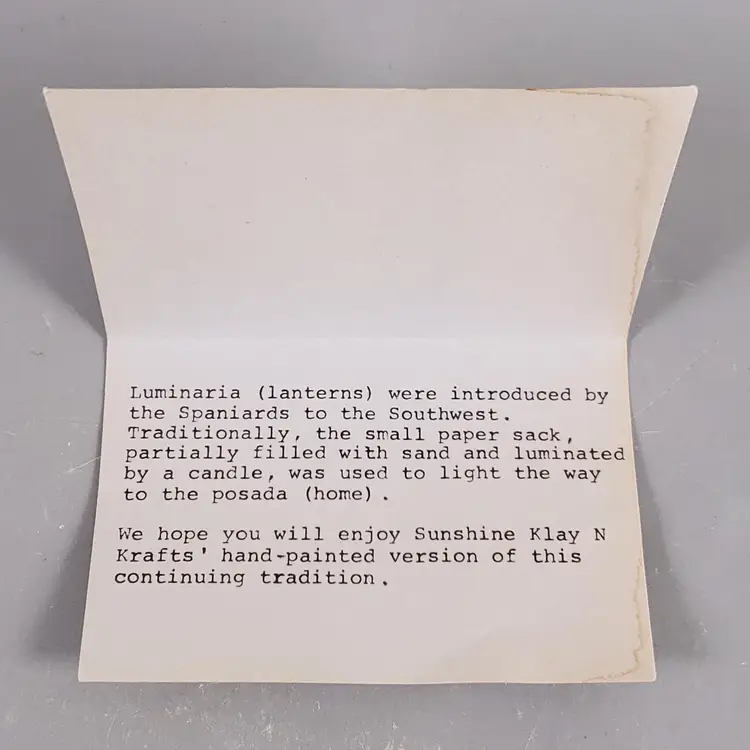 Luminaria (lanterns) were introduced by
the Spaniards to the Southwest.
Traditionally, the small paper sack,
partially filled with sand and luminated
by a candle, was used to light the way
to the posada (home).
We hope you will enjoy Sunshine Klay N
Krafts' hand-painted version of this
continuing tradition.